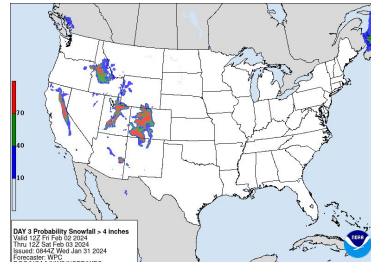 70
40
10
DAY 3 Probability Snowfall > 4 inches
Valid 12Z Fri Feb 02 2024
Thru 12Z Sat Feb 03 2024
Issued: 0844Z Wed Jan 31 2024
Forecaster: WPC